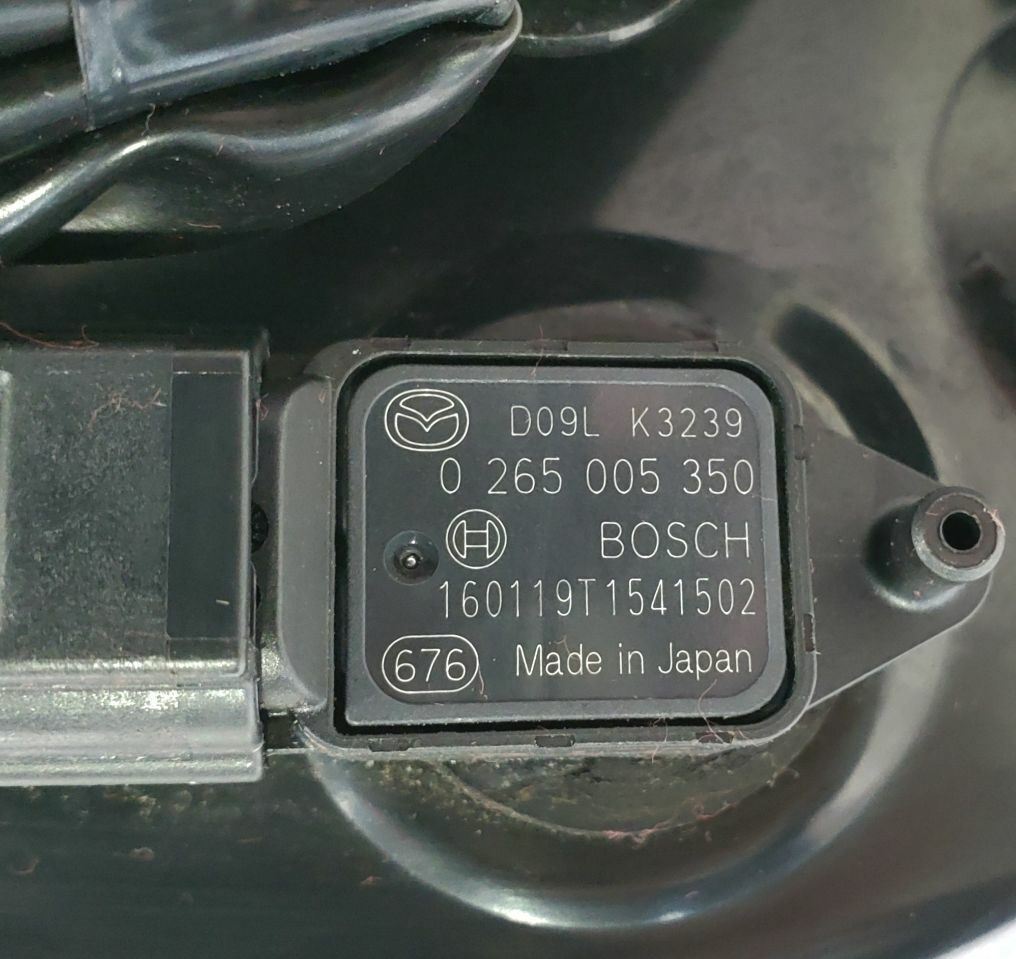 D09L K3239
0 265 005 350
BOSCH
160119T1541502
676 Made in Japan